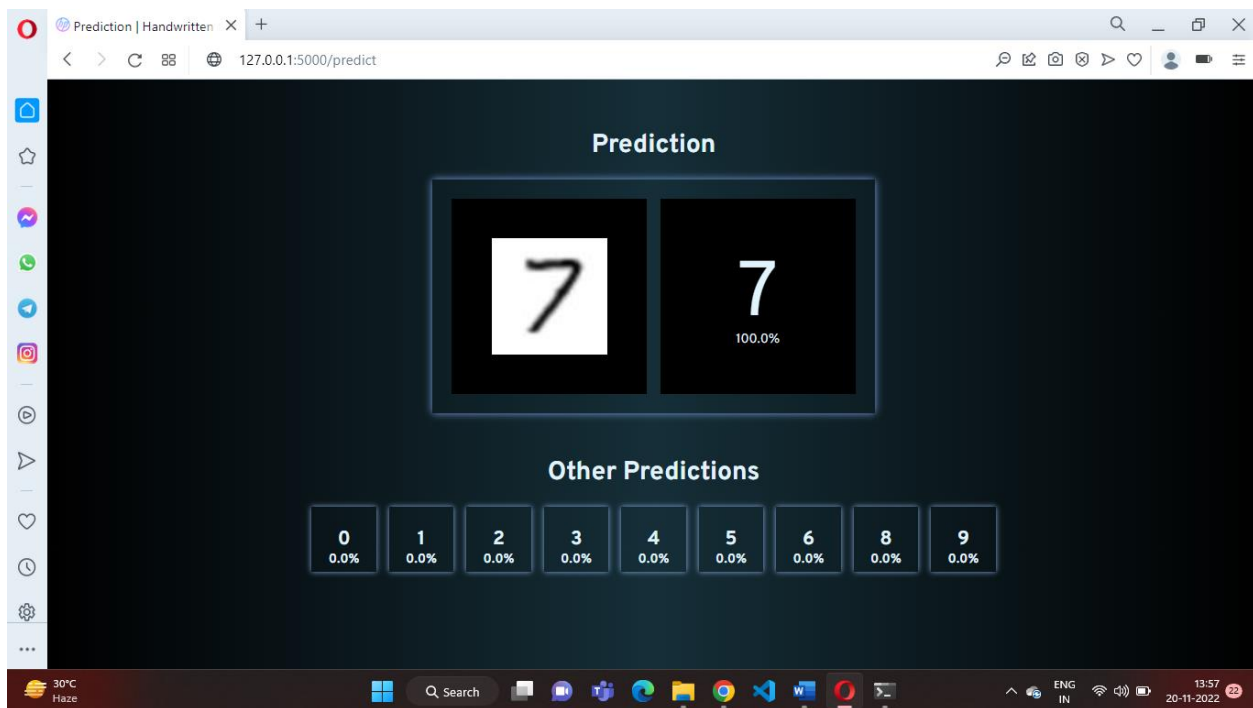 Prediction | Handwritten
127.0.0.1:5000/predict
Prediction
7
7
100.0%
Other Predictions
0 1 2 3 4 5 6 8 9
0.0% 0.0% 0.0% 0.0% 0.0% 0.0% 0.0% 0.0% 0.0%
30°C
Haze
Search
ENG
IN
13:57
20-11-2022
22